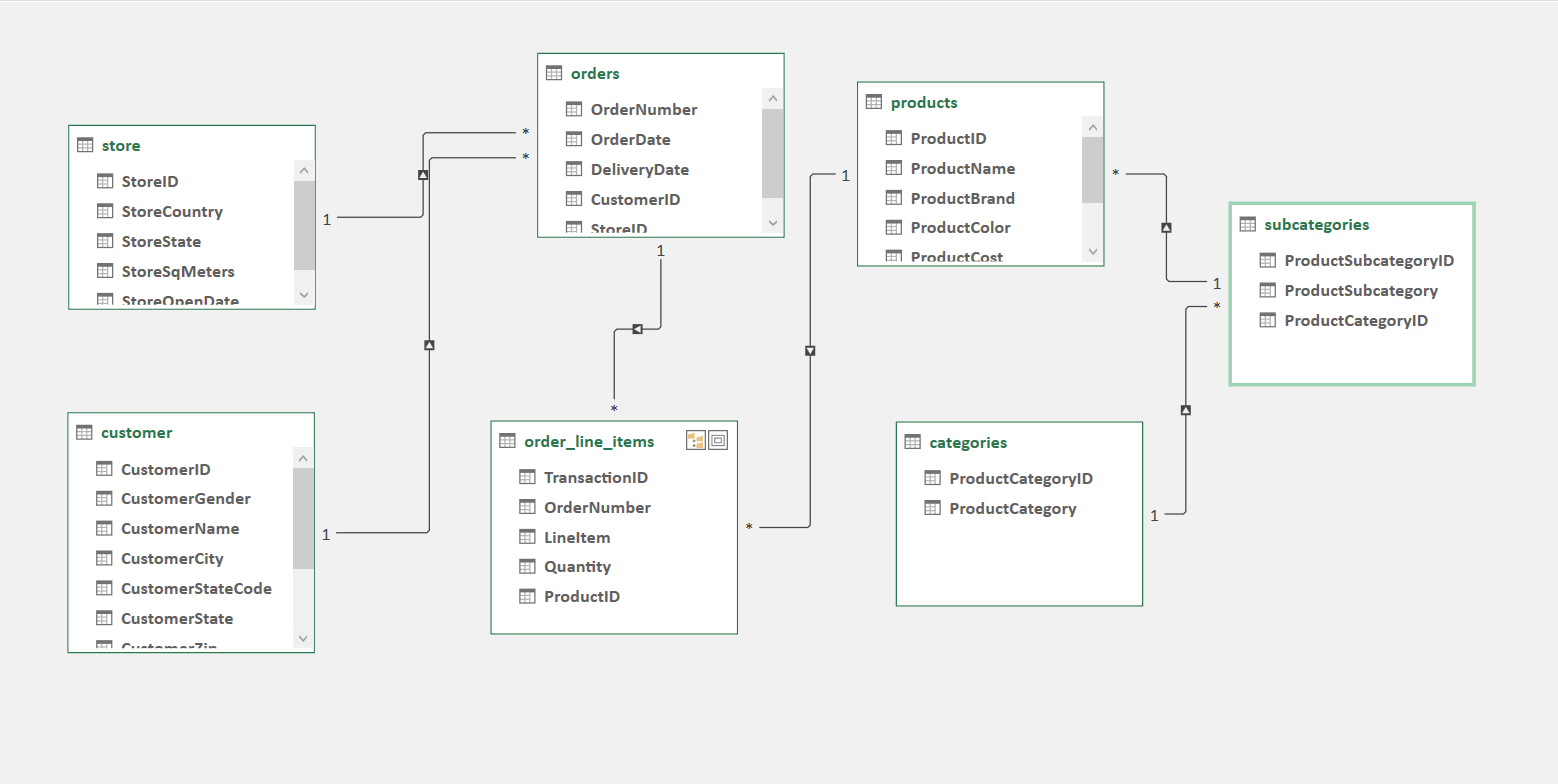 orders
OrderNumber
OrderDate
DeliveryDate
CustomerID
StoreID
products
ProductID
ProductName
ProductBrand
ProductColor
ProductCost
store
StoreID
StoreCountry
StoreState
StoreSqMeters
StoreOpenDate
subcategories
ProductSubcategoryID
ProductSubcategory
ProductCategoryID
customer
CustomerID
CustomerGender
CustomerName
CustomerCity
CustomerStateCode
CustomerState
CustomerZip
order_line_items
TransactionID
OrderNumber
LineItem
Quantity
ProductID
categories
ProductCategoryID
ProductCategory
1
*
1
*
1
*
1
*
1
*
1
*